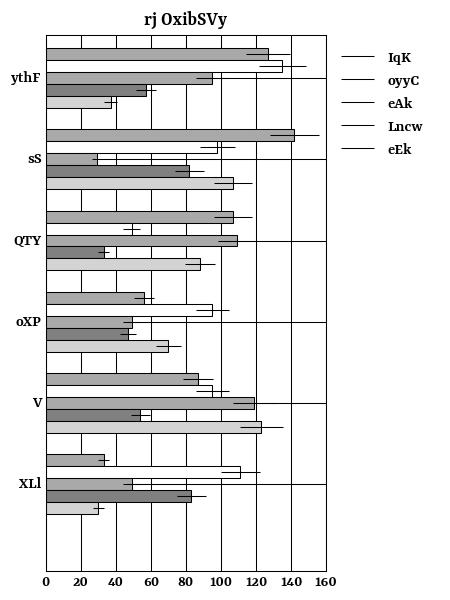 rj OxibSVy
ythF
sS
QTY
oXP
V
XLl
0 20 40 60 80 100 120 140 160
IqK
oyyC
eAk
Lncw
eEk